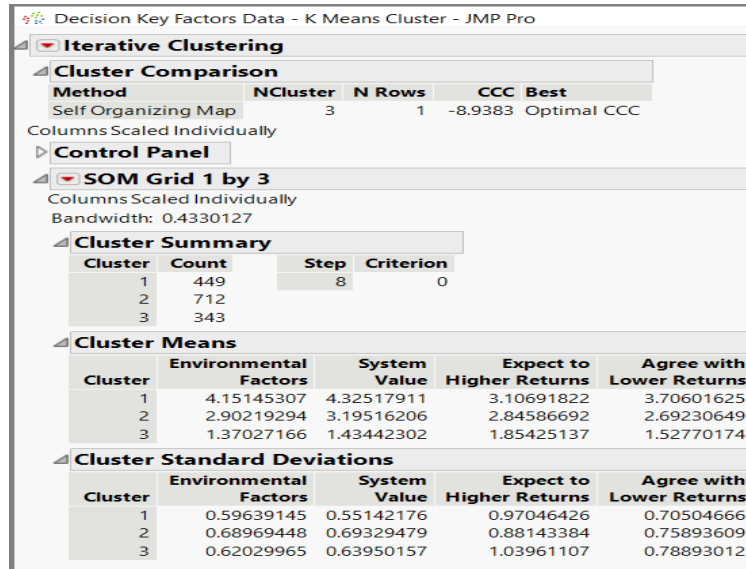 Decision Key Factors Data - K Means Cluster - JMP Pro
Iterative Clustering
Cluster Comparison
Method NCluster N Rows CCC Best
Self Organizing Map 3 1 -8.9383 Optimal CCC
Columns Scaled Individually
Control Panel
SOM Grid 1 by 3
Columns Scaled Individually
Bandwidth: 0.4330127
Cluster Summary
Cluster Count Step Criterion
1 449 8 0
2 712
3 343
Cluster Means
Environmental System Expect to Agree with
Cluster Factors Value Higher Returns Lower Returns
1 4.15145307 4.32517911 3.10691822 3.70601625
2 2.90219294 3.19516206 2.84586692 2.69230649
3 1.37027166 1.43442302 1.85425137 1.52770174
Cluster Standard Deviations
Environmental System Expect to Agree with
Cluster Factors Value Higher Returns Lower Returns
1 0.59639145 0.55142176 0.97046426 0.70504666
2 0.68969448 0.69329479 0.88143384 0.75893609
3 0.62029965 0.63950157 1.03961107 0.78893012